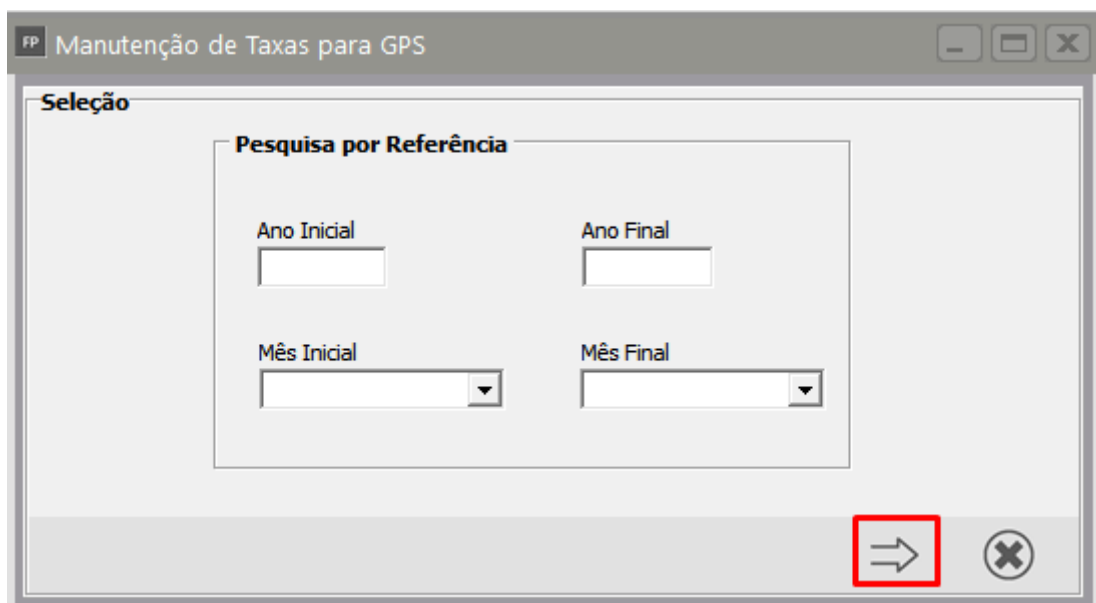 FP Manutenção de Taxas para GPS
Seleção
Pesquisa por Referência
Ano Inicial
Ano Final
Mês Inicial
Mês Final